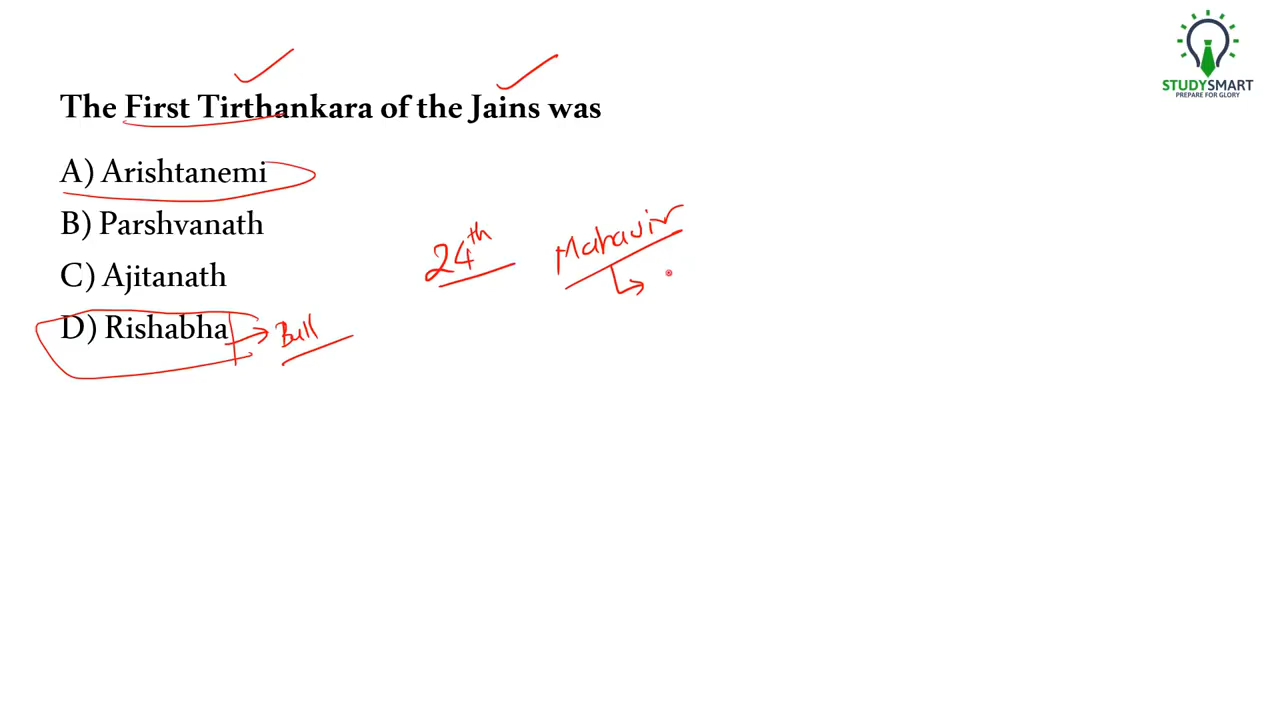 STUDYSMART
PREPARE FOR GLORY
The First Tirthankara of the Jains was
A) Arishtanemi
B) Parshvanath
C) Ajitanath
D) Rishabha
Bull
24th
Mahavir